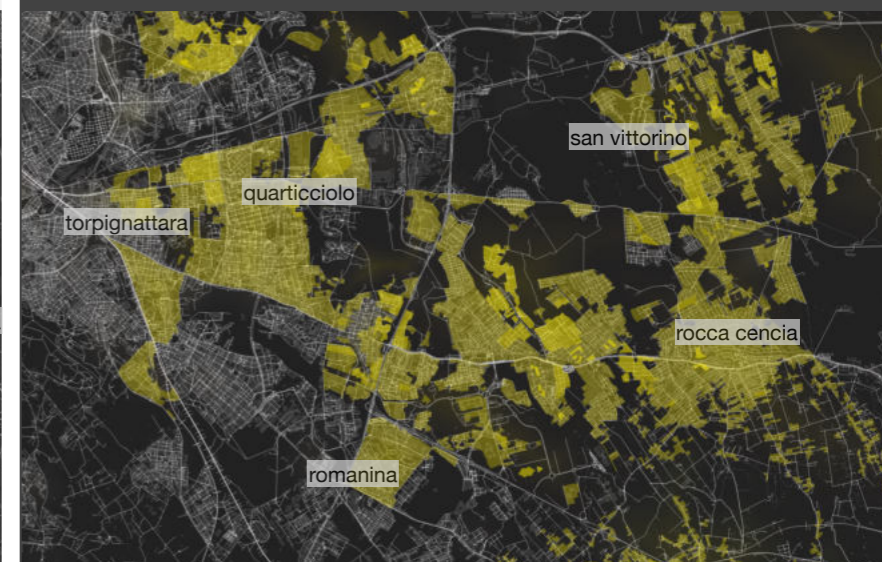 san vittorino
quarticciolo
torpignattara
rocca cencia
romanina